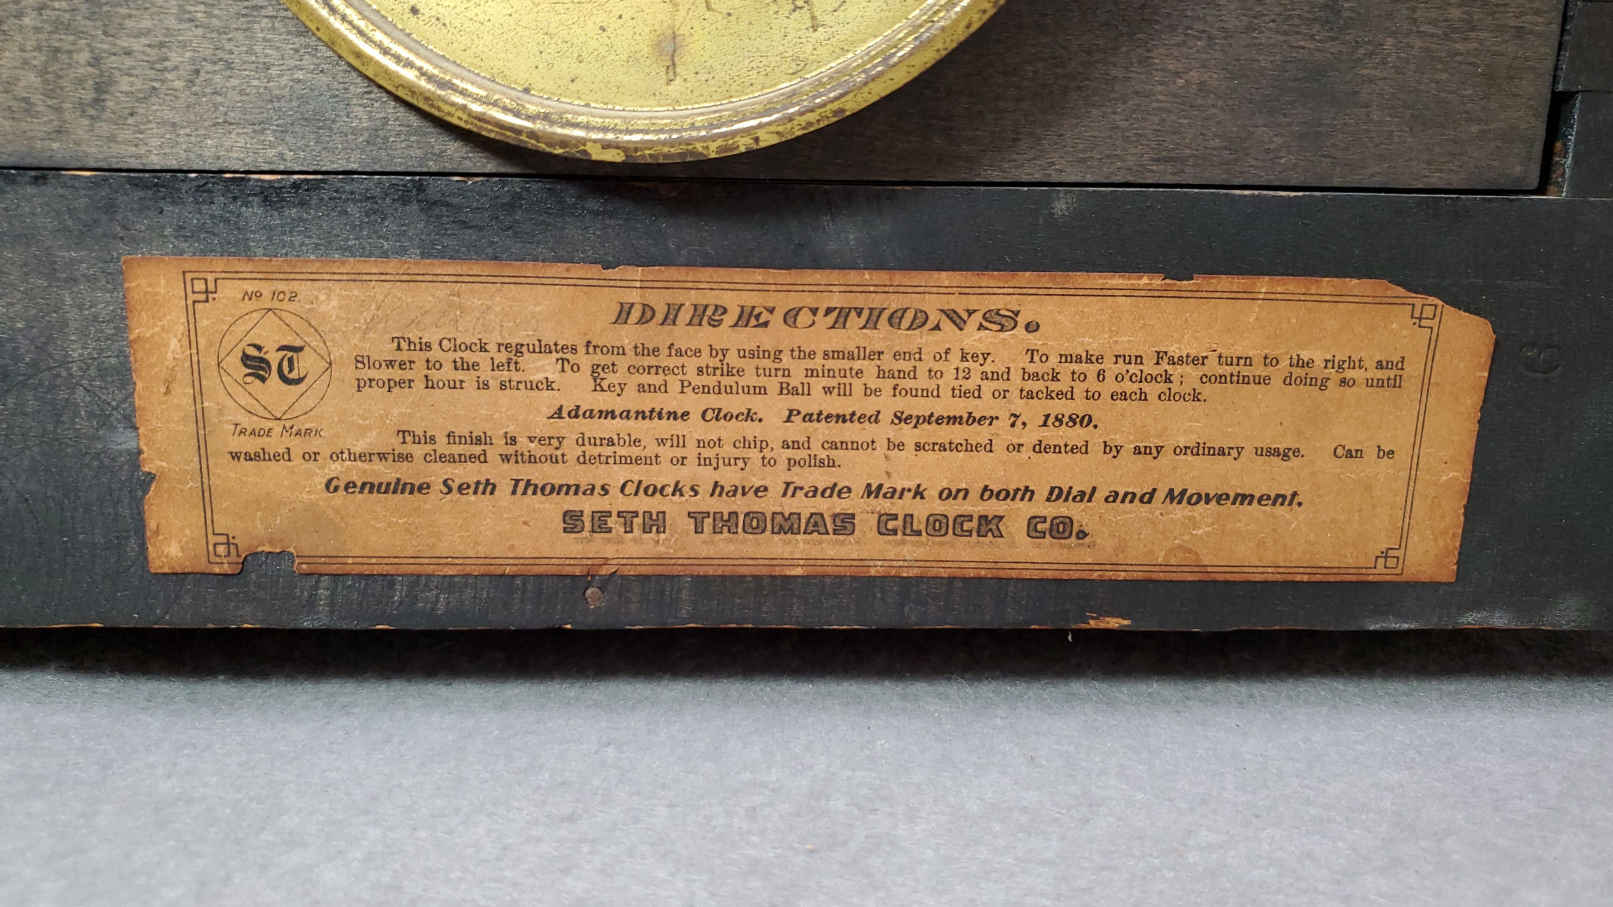 Nº 102
ST
TRADE MARK
DIRECTIONS.
This Clock regulates from the face by using the smaller end of key. To make run Faster turn to the right, and
Slower to the left. To get correct strike turn minute hand to 12 and back to 6 o'clock; continue doing so until
proper hour is struck. Key and Pendulum Ball will be found tied or tacked to each clock.
Adamantine Clock. Patented September 7, 1880.
This finish is very durable, will not chip, and cannot be scratched or dented by any ordinary usage. Can be
washed or otherwise cleaned without detriment or injury to polish.
Genuine Seth Thomas Clocks have Trade Mark on both Dial and Movement.
SETH THOMAS CLOCK CO.